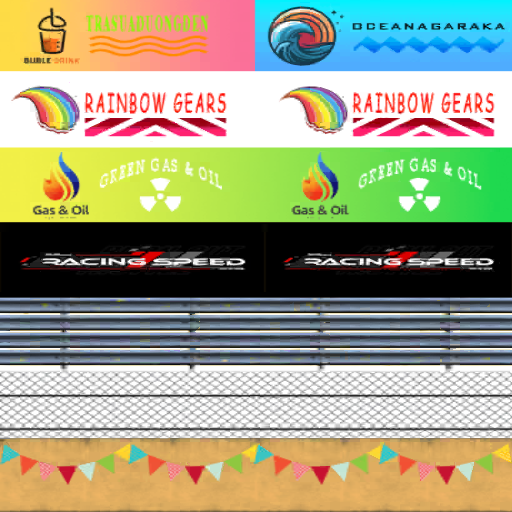 TRASUADUONGDEN
BUBLE DRINK
OCEANAGARAKA
RAINBOW GEARS
RAINBOW GEARS
GREEN GAS & OIL
Gas & Oil
GREEN GAS & OIL
Gas & Oil
RACING SPEED
RACING SPEED